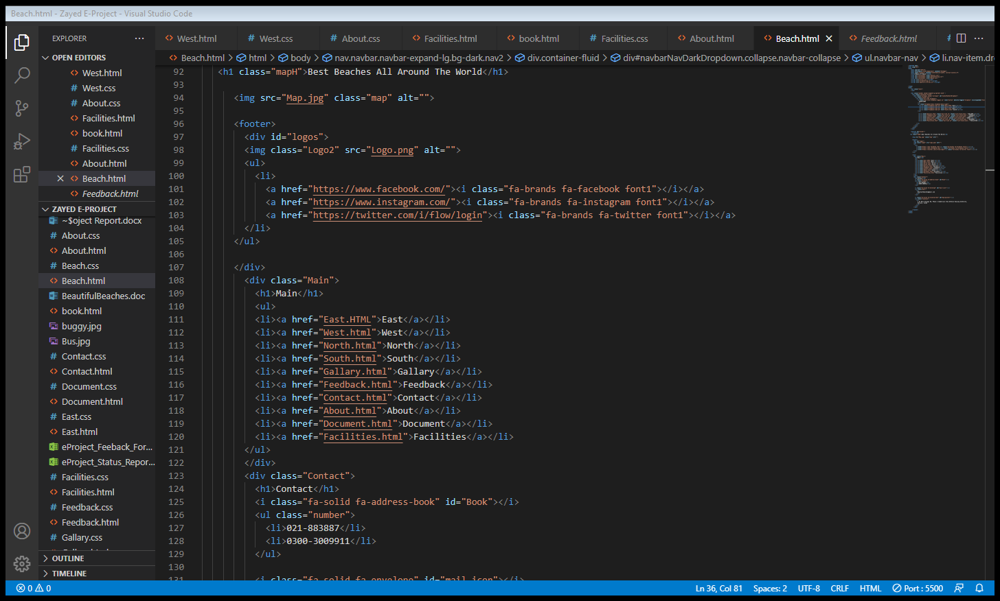 Beach.html - Zayed E-Project - Visual Studio Code
EXPLORER
West.html
West.css
About.css
Facilities.html
book.html
Facilities.css
About.html
Beach.html
Feedback.html
Beach.html > html > body > nav.navbar.navbar-expand-lg.bg-dark.nav2 > div.container-fluid > div#navbarNavDarkDropdown.collapse.navbar-collapse > ul.navbar-nav > li.nav-item.dr
OPEN EDITORS
West.html
West.css
About.css
Facilities.html
book.html
Facilities.css
About.html
Beach.html
Feedback.html
ZAYED E-PROJECT
~$oject Report.docx
About.css
About.html
Beach.css
Beach.html
BeautifulBeaches.doc
book.html
buggy.jpg
Bus.jpg
Contact.css
Contact.html
Document.css
Document.html
East.css
East.html
eProject_Feeback_For...
eProject_Status_Repor...
Facilities.css
Facilities.html
Feedback.css
Feedback.html
Gallary.css
OUTLINE
TIMELINE
92 <h1 class="mapH">Best Beaches All Around The World</h1>
93
94 <img src="Map.jpg" class="map" alt="">
95
96 <footer>
97 <div id="logos">
98 <img class="Logo2" src="Logo.png" alt="">
99 <ul>
100 <li>
101 <a href="https://www.facebook.com/"><i class="fa-brands fa-facebook font1"></i></a>
102 <a href="https://www.instagram.com/"><i class="fa-brands fa-instagram font1"></i></a>
103 <a href="https://twitter.com/i/flow/login"><i class="fa-brands fa-twitter font1"></i></a>
104 </li>
105 </ul>
106
107 </div>
108 <div class="Main">
109 <h1>Main</h1>
110 <ul>
111 <li><a href="East.HTML">East</a></li>
112 <li><a href="West.html">West</a></li>
113 <li><a href="North.html">North</a></li>
114 <li><a href="South.html">South</a></li>
115 <li><a href="Gallary.html">Gallary</a></li>
116 <li><a href="Feedback.html">Feedback</a></li>
117 <li><a href="Contact.html">Contact</a></li>
118 <li><a href="About.html">About</a></li>
119 <li><a href="Document.html">Document</a></li>
120 <li><a href="Facilities.html">Facilities</a></li>
121 </ul>
122 </div>
123 <div class="Contact">
124 <h1>Contact</h1>
125 <i class="fa-solid fa-address-book" id="Book"></i>
126 <ul class="number">
127 <li>021-883887</li>
128 <li>0300-3009911</li>
129 </ul>
130
131 <i class="fa-solid fa-envelope" id="mail icon"></i>
0 0
Ln 36, Col 81
Spaces: 2
UTF-8
CRLF
HTML
Port : 5500